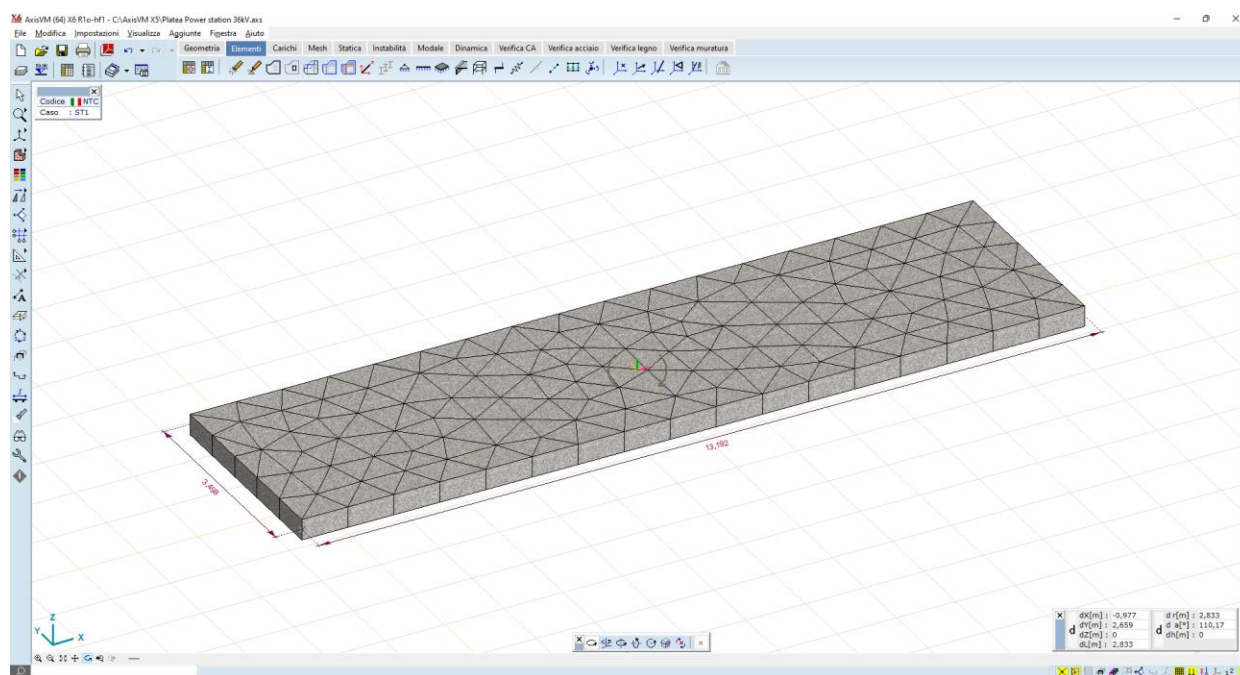 X6 AxisVM (64) X6 R1o-hf1 - C:\AxisVM X5\Platea Power station 36kV.axs
File Modifica Impostazioni Visualizza Aggiunte Finestra Aiuto
Geometria Elementi Carichi Mesh Statica Instabilità Modale Dinamica Verifica CA Verifica acciaio Verifica legno Verifica muratura
Codice NTC
Caso : ST1
13,192
3,498
Z
Y
X
dX[m] : -0,977
dY[m] : 2,659
dZ[m] : 0
dL[m] : 2,833
d
d r[m] : 2,833
d a[°] : 110,17
dh[m] : 0
d